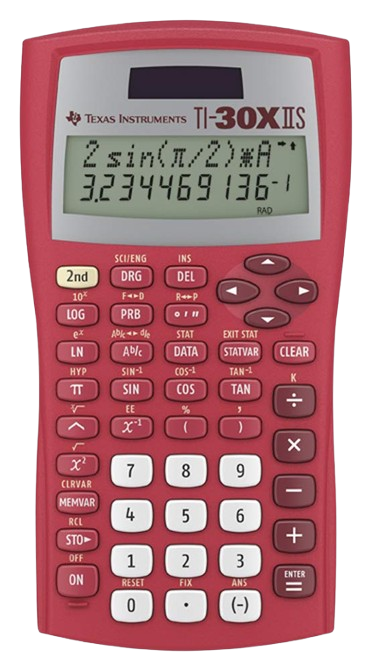 TEXAS INSTRUMENTS TI-30XIIS
2 sin(π/2)*A→↑
3.234469136-1
RAD
SCI/ENG INS
2nd DRG DEL
10ˣ F◄►D R◄►P
LOG PRB ° ' "
eˣ Ab/c◄►d/e STAT EXIT STAT
LN Ab/c DATA STATVAR CLEAR
HYP SIN⁻¹ COS⁻¹ TAN⁻¹ K
π SIN COS TAN ÷
ˣ√ EE % ,
^ x⁻¹ ( ) ×
√
x² 7 8 9
CLRVAR
MEMVAR 4 5 6 −
RCL
STO► 1 2 3 +
OFF RESET FIX ANS
ON 0 . (-) ENTER =